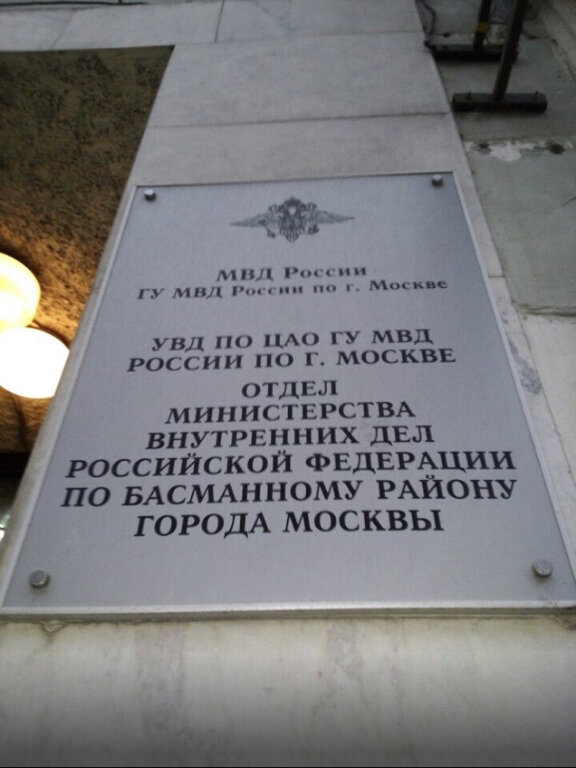 МВД России
ГУ МВД России по г. Москве
УВД ПО ЦАО ГУ МВД
РОССИИ ПО Г. МОСКВЕ
ОТДЕЛ
МИНИСТЕРСТВА
ВНУТРЕННИХ ДЕЛ
РОССИЙСКОЙ ФЕДЕРАЦИИ
ПО БАСМАННОМУ РАЙОНУ
ГОРОДА МОСКВЫ